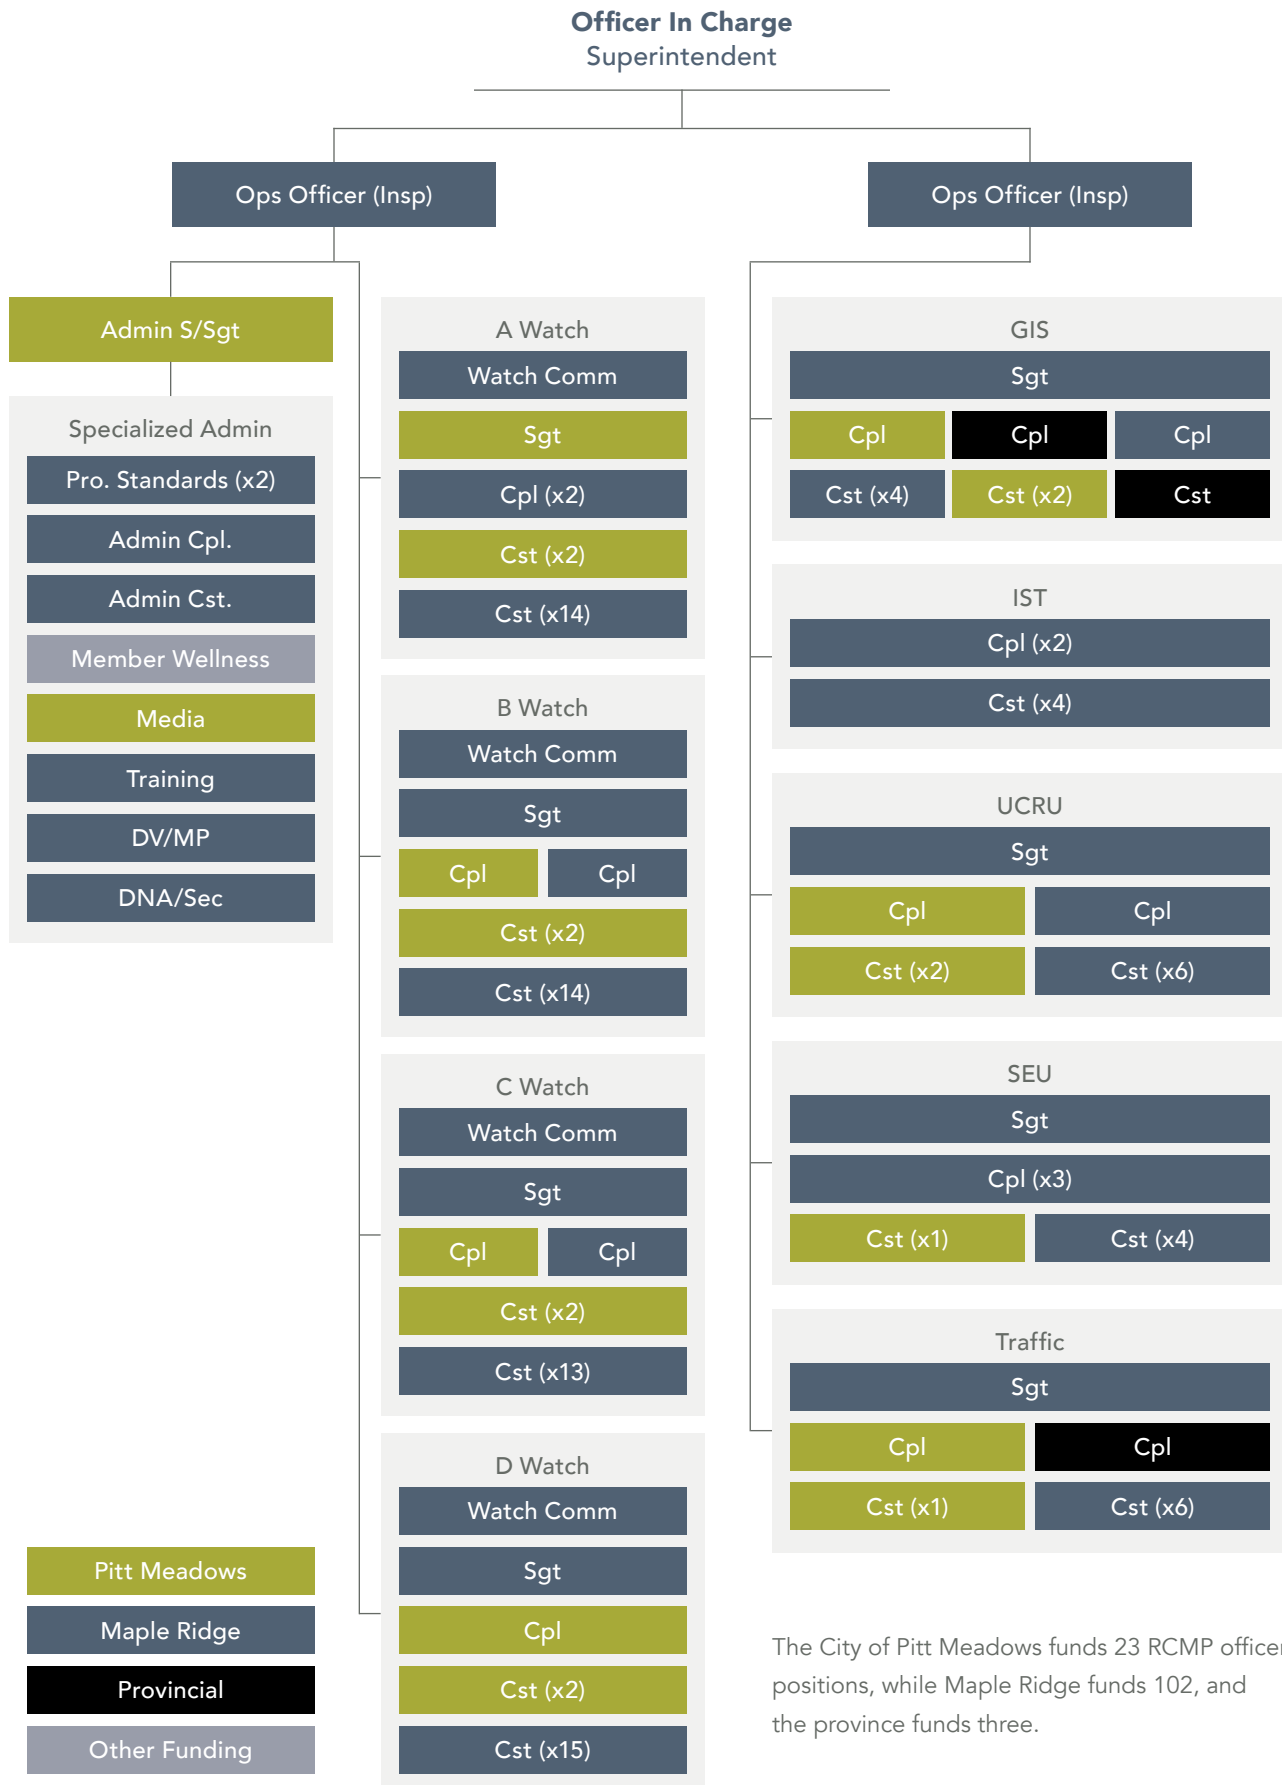 Officer In Charge
Superintendent
Ops Officer (Insp)
Ops Officer (Insp)
Admin S/Sgt
Specialized Admin
Pro. Standards (x2)
Admin Cpl.
Admin Cst.
Member Wellness
Media
Training
DV/MP
DNA/Sec
A Watch
Watch Comm
Sgt
Cpl (x2)
Cst (x2)
Cst (x14)
B Watch
Watch Comm
Sgt
Cpl Cpl
Cst (x2)
Cst (x14)
C Watch
Watch Comm
Sgt
Cpl Cpl
Cst (x2)
Cst (x13)
D Watch
Watch Comm
Sgt
Cpl
Cst (x2)
Cst (x15)
GIS
Sgt
Cpl Cpl Cpl
Cst (x4) Cst (x2) Cst
IST
Cpl (x2)
Cst (x4)
UCRU
Sgt
Cpl Cpl
Cst (x2) Cst (x6)
SEU
Sgt
Cpl (x3)
Cst (x1) Cst (x4)
Traffic
Sgt
Cpl Cpl
Cst (x1) Cst (x6)
Pitt Meadows
Maple Ridge
Provincial
Other Funding
The City of Pitt Meadows funds 23 RCMP officer
positions, while Maple Ridge funds 102, and
the province funds three.